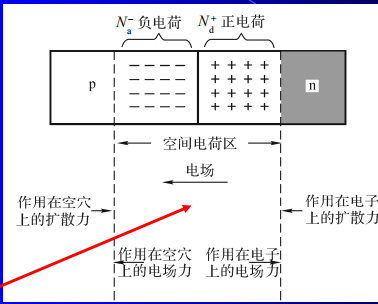 N⁻ₐ 负电荷 N⁺d 正电荷
p
− − − −
− − − −
− − − −
− − − −
+ + + +
+ + + +
+ + + +
+ + + +
n
空间电荷区
电场
作用在空穴
上的扩散力
作用在电子
上的扩散力
作用在空穴
上的电场力
作用在电子
上的电场力